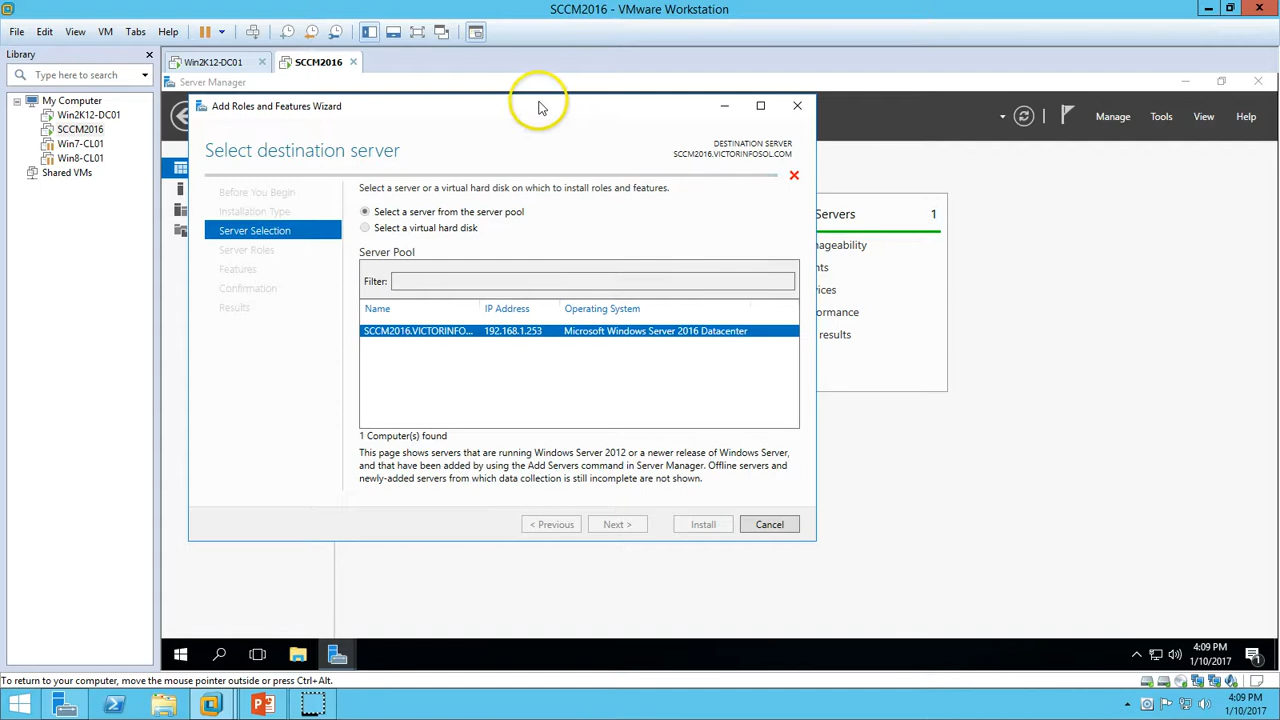 SCCM2016 - VMware Workstation
File Edit View VM Tabs Help
Library
Type here to search
My Computer
Win2K12-DC01
SCCM2016
Win7-CL01
Win8-CL01
Shared VMs
Win2K12-DC01
SCCM2016
Server Manager
Manage Tools View Help
Add Roles and Features Wizard
Select destination server
DESTINATION SERVER
SCCM2016.VICTORINFOSOL.COM
Before You Begin
Installation Type
Server Selection
Server Roles
Features
Confirmation
Results
Select a server or a virtual hard disk on which to install roles and features.
Select a server from the server pool
Select a virtual hard disk
Server Pool
Filter:
Name IP Address Operating System
SCCM2016.VICTORINFO... 192.168.1.253 Microsoft Windows Server 2016 Datacenter
1 Computer(s) found
This page shows servers that are running Windows Server 2012 or a newer release of Windows Server,
and that have been added by using the Add Servers command in Server Manager. Offline servers and
newly-added servers from which data collection is still incomplete are not shown.
< Previous Next > Install Cancel
Servers 1
nageability
nts
vices
ormance
results
4:09 PM
1/10/2017
1
To return to your computer, move the mouse pointer outside or press Ctrl+Alt.
4:09 PM
1/10/2017